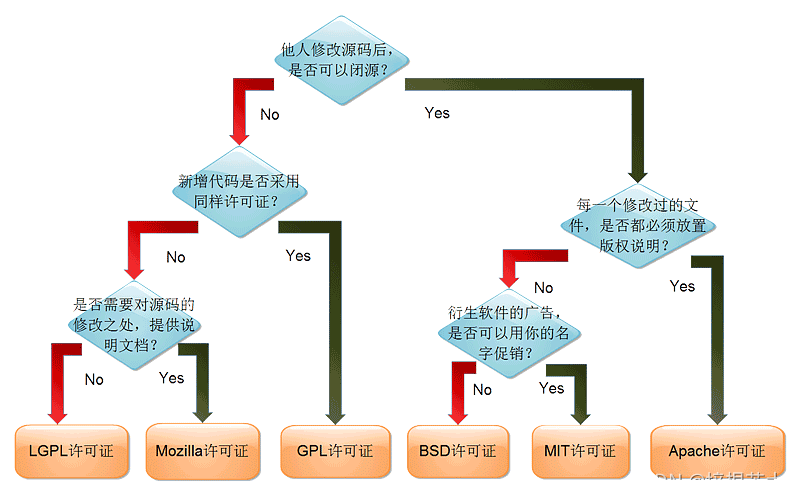 他人修改源码后，
是否可以闭源？
No
Yes
新增代码是否采用
同样许可证？
每一个修改过的文
件，是否都必须放置
版权说明？
No
Yes
No
Yes
是否需要对源码的
修改之处，提供说
明文档？
衍生软件的广告，
是否可以用你的名
字促销？
No
Yes
No
Yes
LGPL许可证
Mozilla许可证
GPL许可证
BSD许可证
MIT许可证
Apache许可证